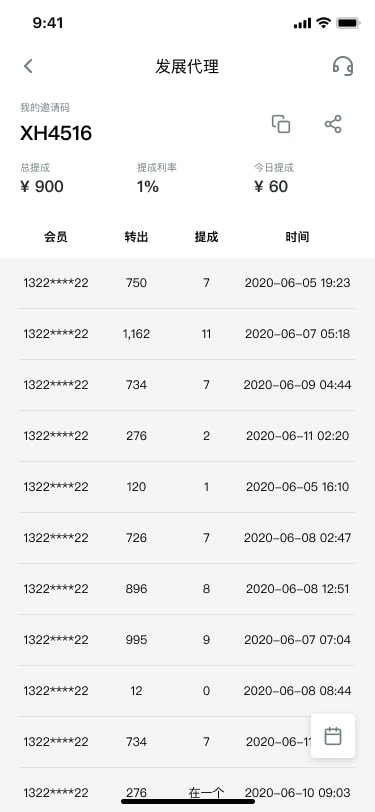 9:41
发展代理
我的邀请码
XH4516
总提成 提成利率 今日提成
¥ 900 1% ¥ 60
会员 转出 提成 时间
1322****22 750 7 2020-06-05 19:23
1322****22 1,162 11 2020-06-07 05:18
1322****22 734 7 2020-06-09 04:44
1322****22 276 2 2020-06-11 02:20
1322****22 120 1 2020-06-05 16:10
1322****22 726 7 2020-06-08 02:47
1322****22 896 8 2020-06-08 12:51
1322****22 995 9 2020-06-07 07:04
1322****22 12 0 2020-06-08 08:44
1322****22 734 7 2020-06-11
1322****22 276 在一个 2020-06-10 09:03